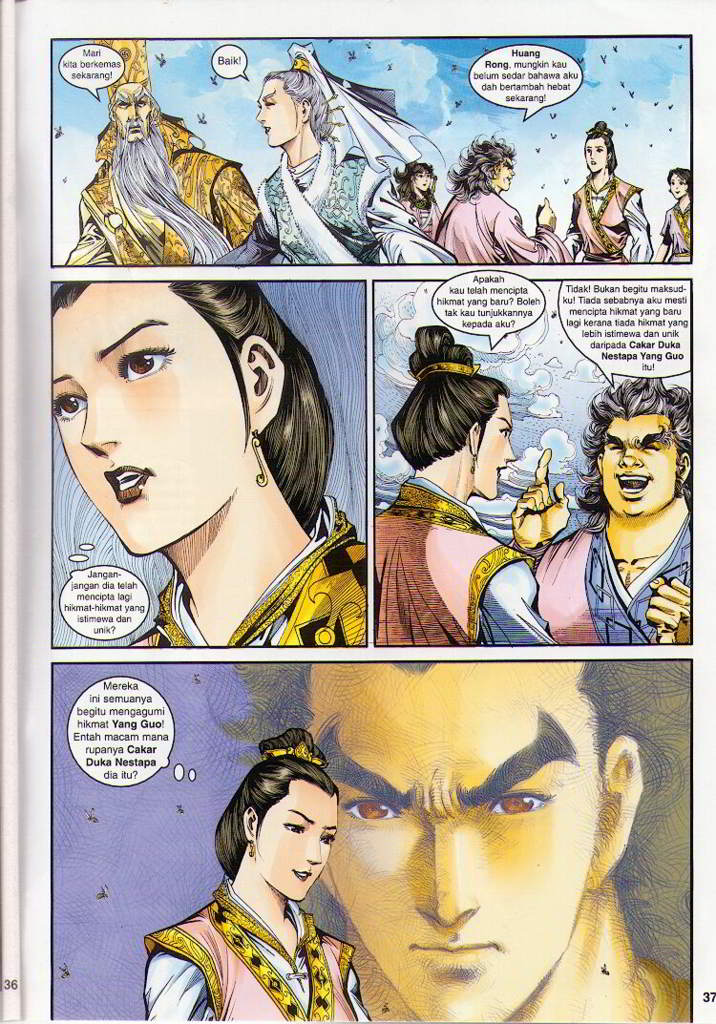 Mari
kita berkemas
sekarang!
Baik!
Huang
Rong, mungkin kau
belum sedar bahawa aku
dah bertambah hebat
sekarang!
Jangan-
jangan dia telah
mencipta lagi
hikmat-hikmat yang
istimewa dan
unik?
Apakah
kau telah mencipta
hikmat yang baru? Boleh
tak kau tunjukkannya
kepada aku?
Tidak! Bukan begitu maksud-
ku! Tiada sebabnya aku mesti
mencipta hikmat yang baru
lagi kerana tiada hikmat yang
lebih istimewa dan unik
daripada Cakar Duka
Nestapa Yang Guo
itu!
Mereka
ini semuanya
begitu mengagumi
hikmat Yang Guo!
Entah macam mana
rupanya Cakar
Duka Nestapa
dia itu?
36
37